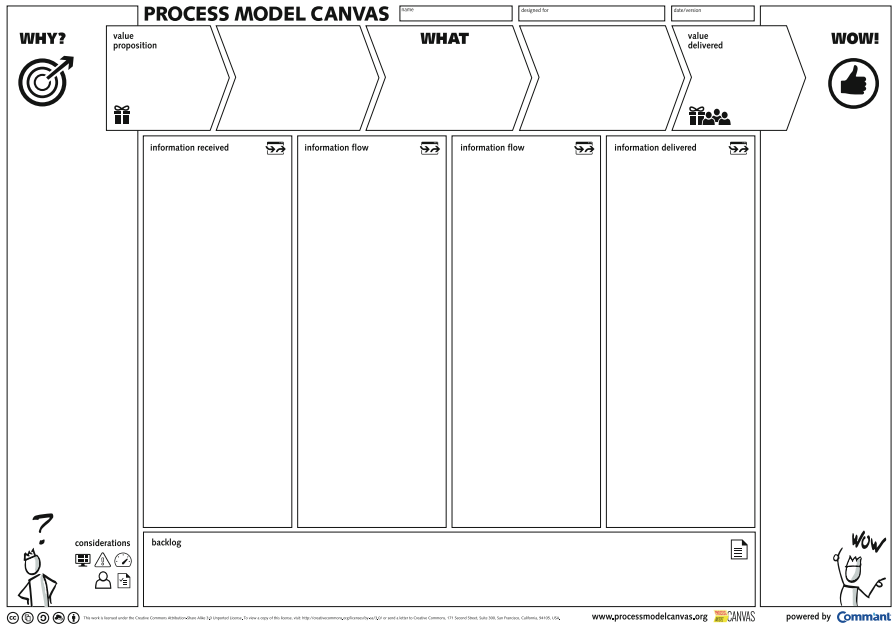 PROCESS MODEL CANVAS
name
designed for
date/version
WHY?
value
proposition
WHAT
value
delivered
WOW!
information received
information flow
information flow
information delivered
?
considerations
backlog
WOW
This work is licensed under the Creative Commons Attribution-Share Alike 3.0 Unported License. To view a copy of this license, visit: http://creativecommons.org/licenses/by-sa/3.0/ or send a letter to Creative Commons, 171 Second Street, Suite 300, San Francisco, California, 94105, USA.
www.processmodelcanvas.org
CANVAS
powered by Commant